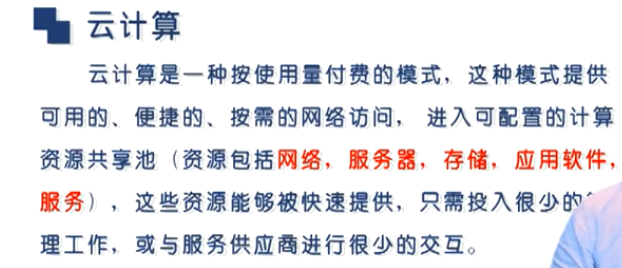 云计算
云计算是一种按使用量付费的模式，这种模式提供
可用的、便捷的、按需的网络访问， 进入可配置的计算
资源共享池（资源包括网络，服务器，存储，应用软件，
服务），这些资源能够被快速提供，只需投入很少的
理工作，或与服务供应商进行很少的交互。